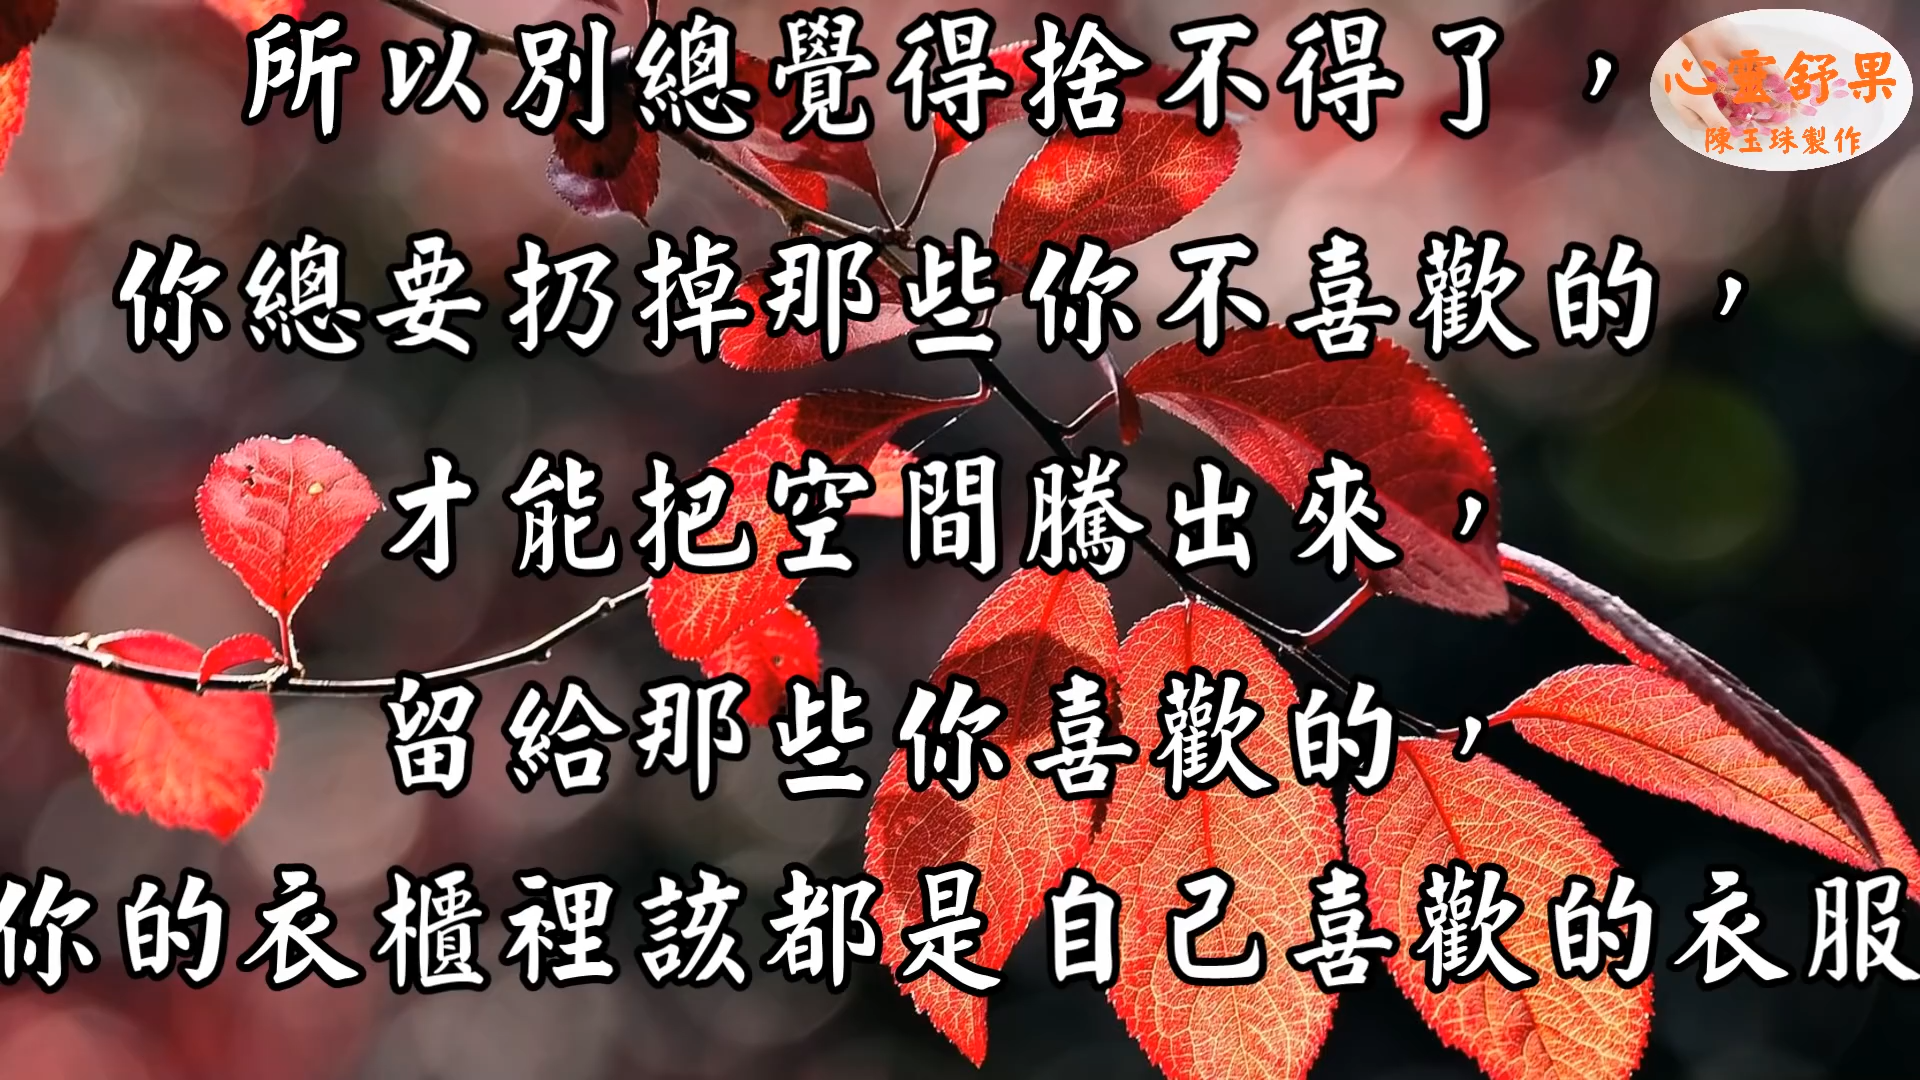 所以別總覺得捨不得了，
你總要扔掉那些你不喜歡的，
才能把空間騰出來，
留給那些你喜歡的，
你的衣櫃裡該都是自己喜歡的衣服
心靈舒果
陳玉珠製作